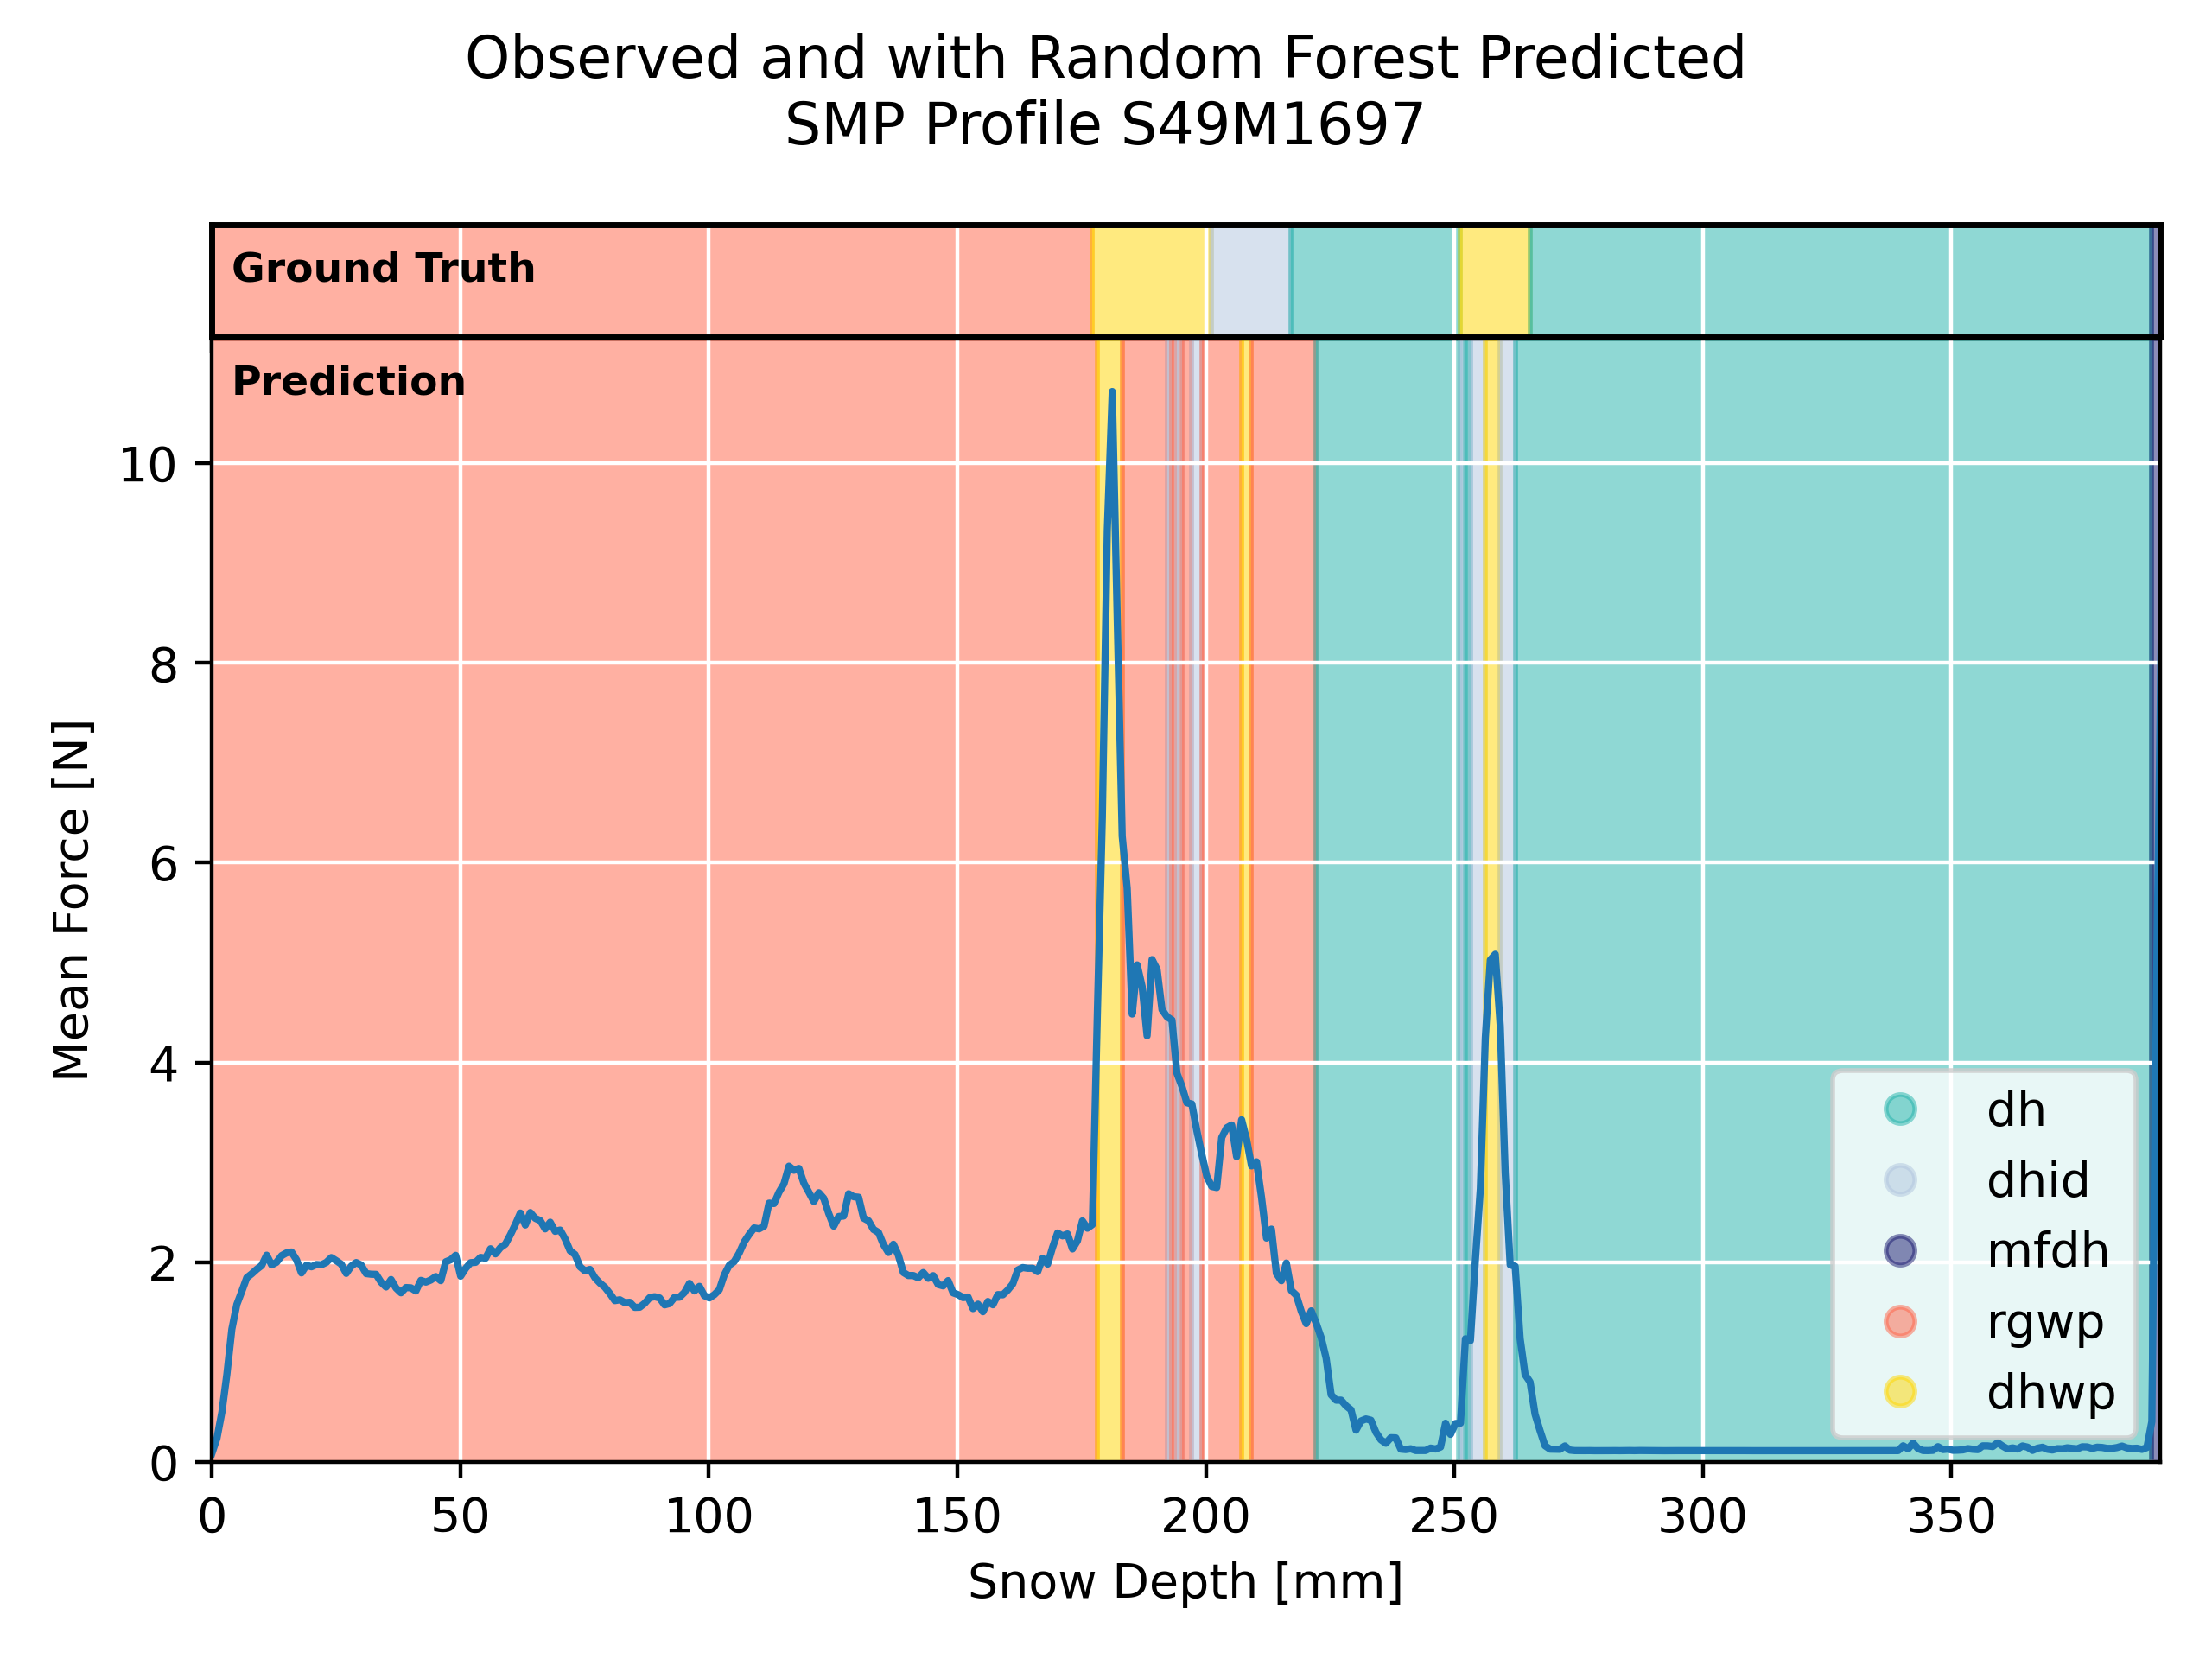 Observed and with Random Forest Predicted
SMP Profile S49M1697
Ground Truth
Prediction
10
8
6
4
2
0
Mean Force [N]
0 50 100 150 200 250 300 350
Snow Depth [mm]
dh
dhid
mfdh
rgwp
dhwp